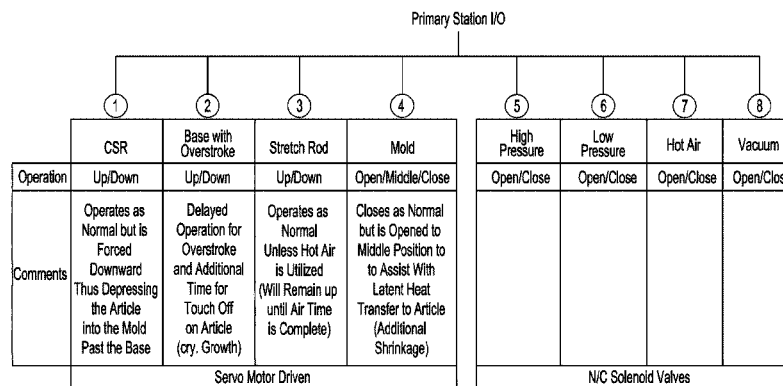 Primary Station I/O
1 2 3 4 5 6 7 8
CSR
Base with
Overstroke
Stretch Rod
Mold
High
Pressure
Low
Pressure
Hot Air
Vacuum
Operation
Up/Down
Up/Down
Up/Down
Open/Middle/Close
Open/Close
Open/Close
Open/Close
Open/Clos
Comments
Operates as
Normal but is
Forced
Downward
Thus Depressing
the Article
into the Mold
Past the Base
Delayed
Operation for
Overstroke
and Additional
Time for
Touch Off
on Article
(cry. Growth)
Operates as
Normal
Unless Hot Air
is Utilized
(Will Remain up
until Air Time
is Complete)
Closes as Normal
but is Opened to
Middle Position to
to Assist With
Latent Heat
Transfer to Article
(Additional
Shrinkage)
Servo Motor Driven
N/C Solenoid Valves